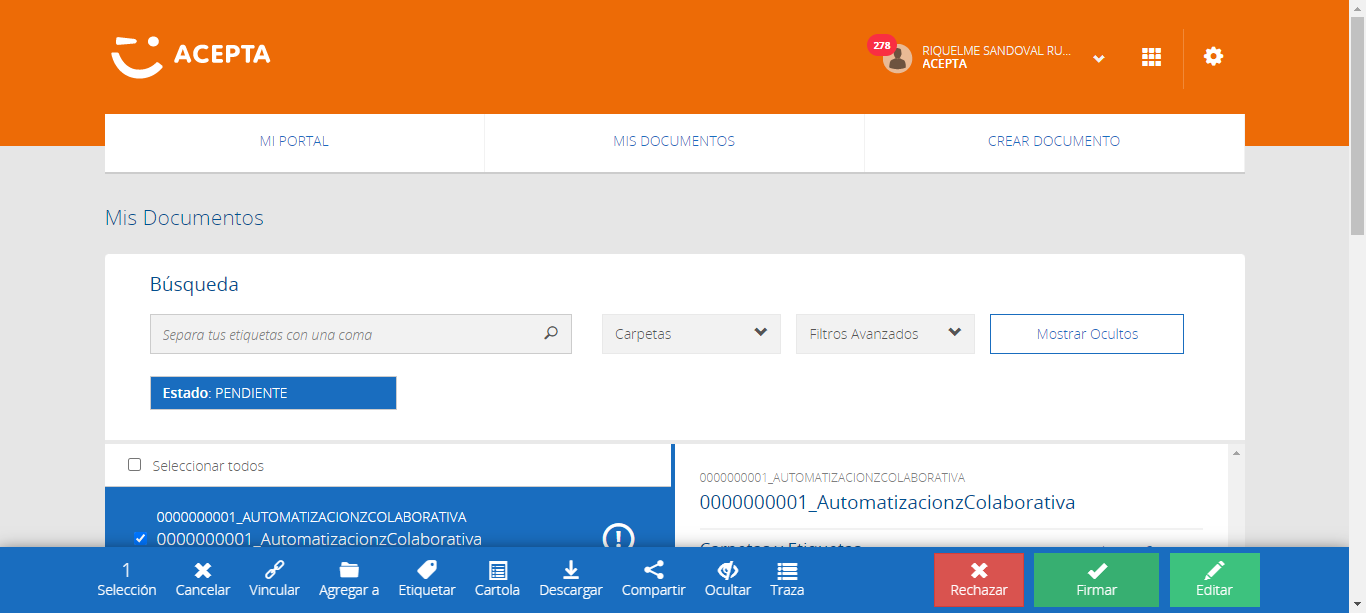 ACEPTA
278
RIQUELME SANDOVAL RU...
ACEPTA
MI PORTAL
MIS DOCUMENTOS
CREAR DOCUMENTO
Mis Documentos
Búsqueda
Separa tus etiquetas con una coma
Carpetas
Filtros Avanzados
Mostrar Ocultos
Estado: PENDIENTE
Seleccionar todos
0000000001_AUTOMATIZACIONZCOLABORATIVA
0000000001_AutomatizacionzColaborativa
0000000001_AUTOMATIZACIONZCOLABORATIVA
0000000001_AutomatizacionzColaborativa
Carpetas y Etiquetas
1
Selección
Cancelar
Vincular
Agregar a
Etiquetar
Cartola
Descargar
Compartir
Ocultar
Traza
Rechazar
Firmar
Editar